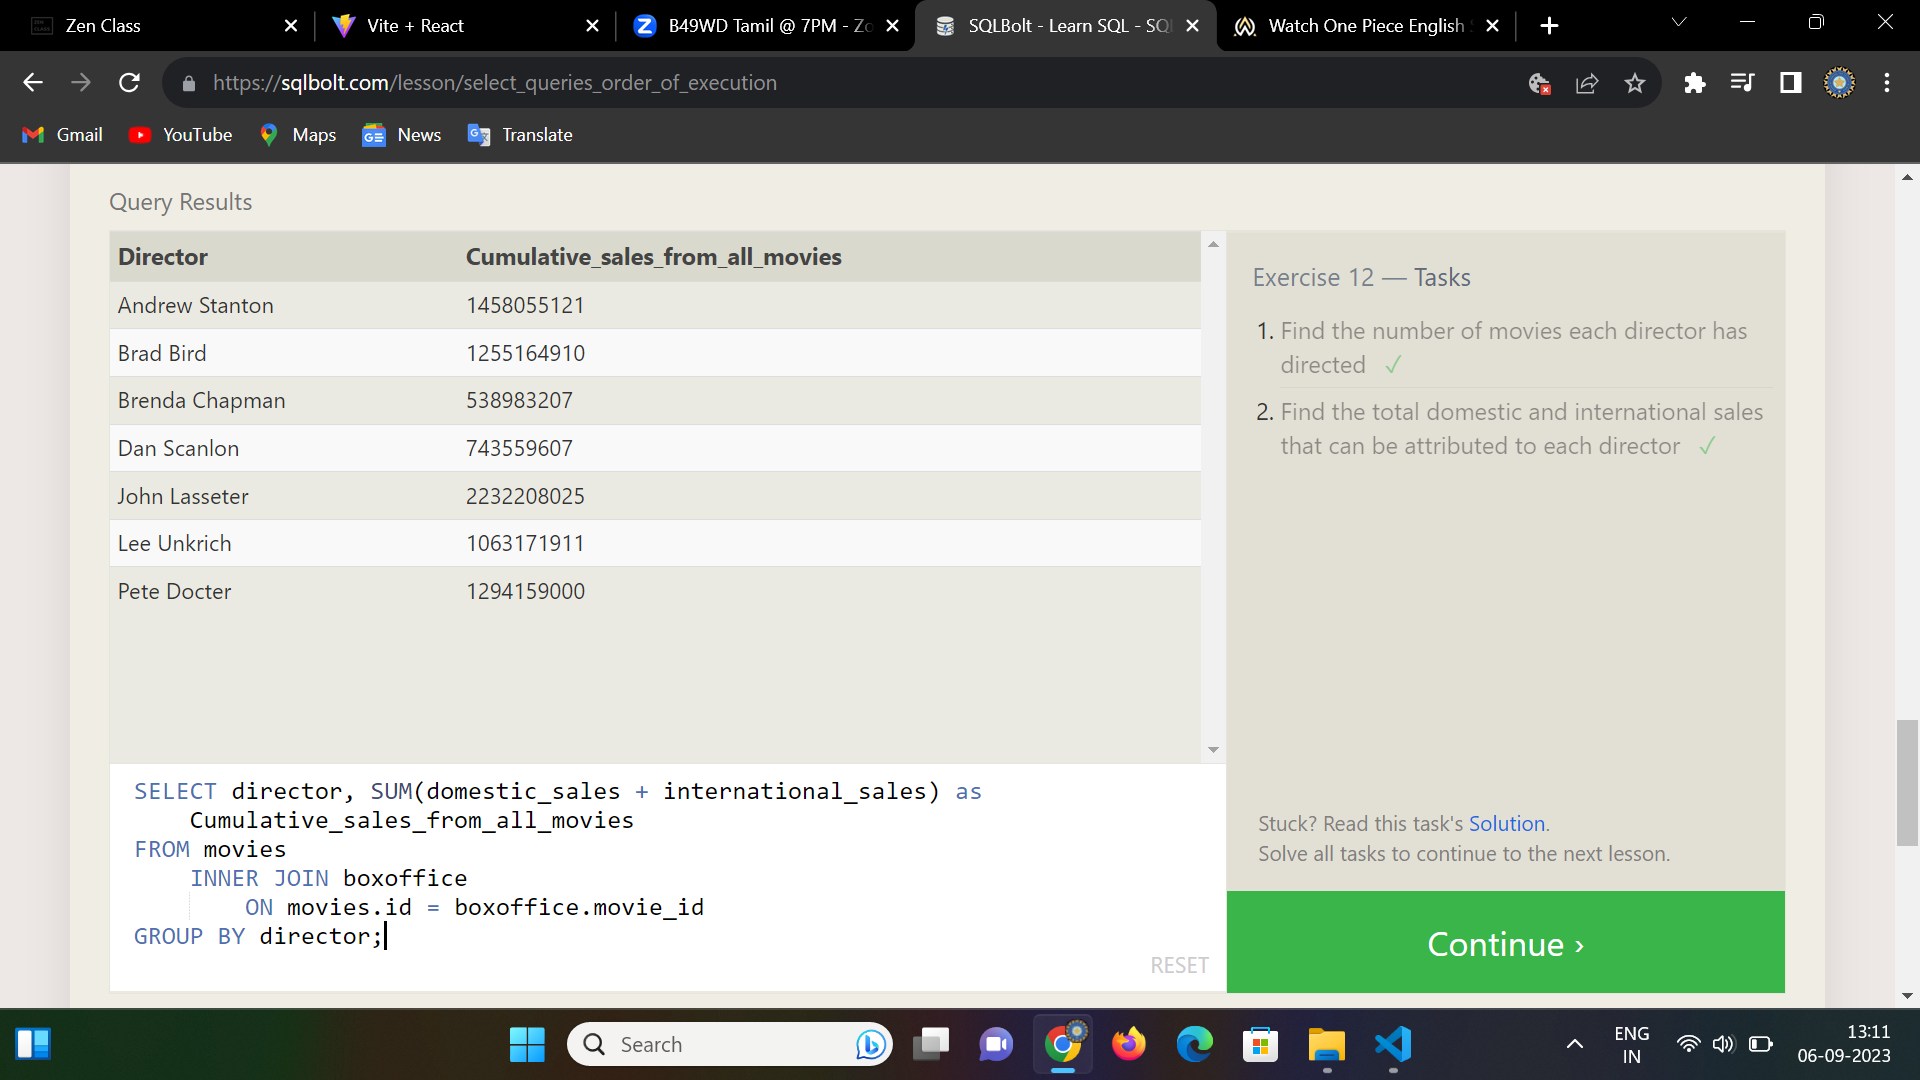 Zen Class
Vite + React
B49WD Tamil @ 7PM - Zo
SQLBolt - Learn SQL - SQ
Watch One Piece English
https://sqlbolt.com/lesson/select_queries_order_of_execution
Gmail
YouTube
Maps
News
Translate
Query Results
Director Cumulative_sales_from_all_movies
Andrew Stanton 1458055121
Brad Bird 1255164910
Brenda Chapman 538983207
Dan Scanlon 743559607
John Lasseter 2232208025
Lee Unkrich 1063171911
Pete Docter 1294159000
Exercise 12 — Tasks
1. Find the number of movies each director has
directed ✓
2. Find the total domestic and international sales
that can be attributed to each director ✓
SELECT director, SUM(domestic_sales + international_sales) as
Cumulative_sales_from_all_movies
FROM movies
INNER JOIN boxoffice
ON movies.id = boxoffice.movie_id
GROUP BY director;
RESET
Stuck? Read this task's Solution.
Solve all tasks to continue to the next lesson.
Continue ›
Search
ENG
IN
13:11
06-09-2023